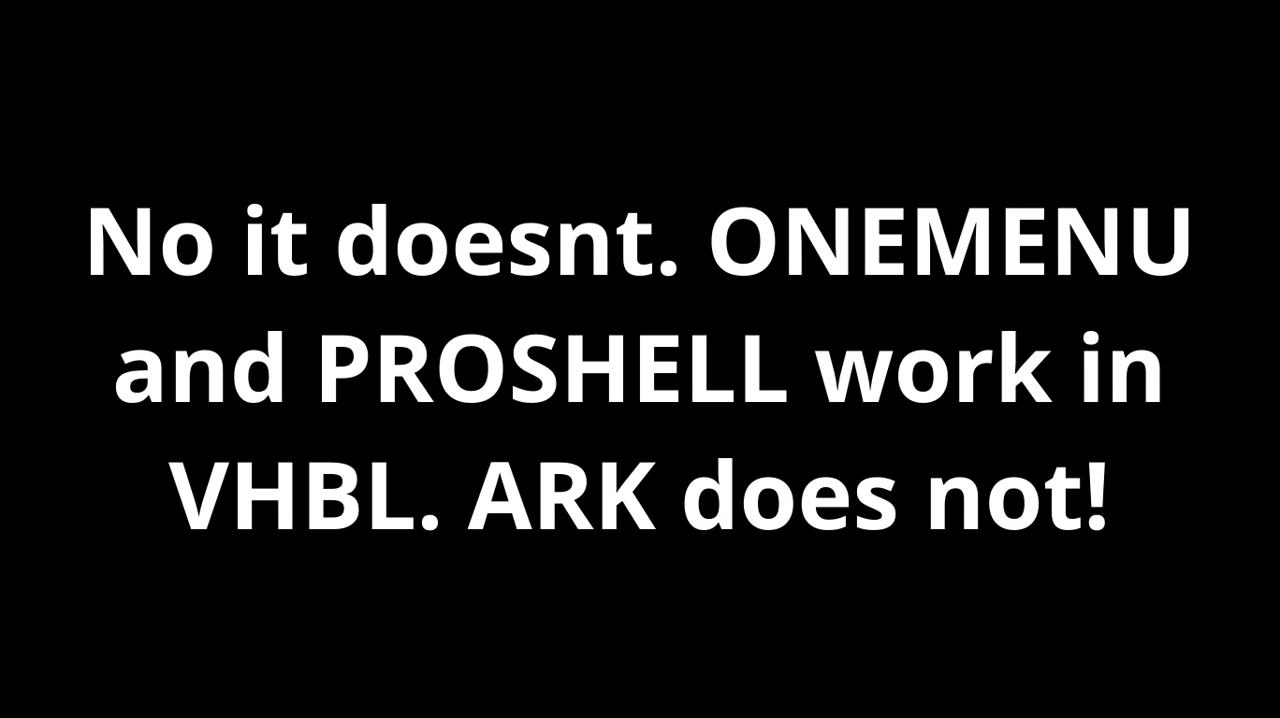 No it doesnt. ONEMENU
and PROSHELL work in
VHBL. ARK does not!